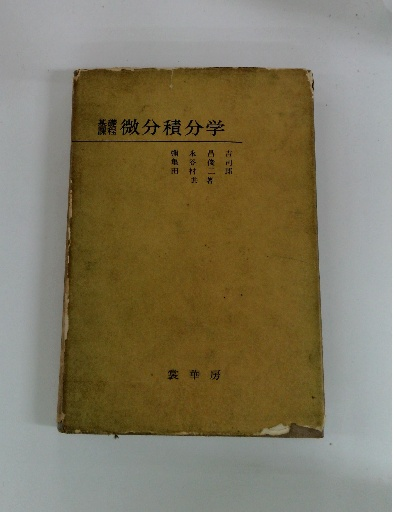 基礎課程 微分積分学
彌永昌吉
亀谷俊司
田村二郎
共著
裳華房